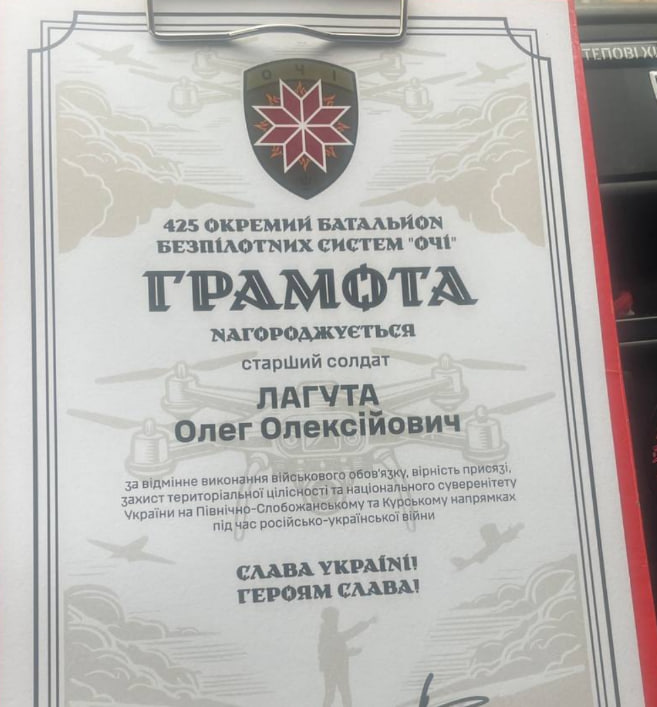 ОЧІ
ТЕПОВІ
425 ОКРЕМИЙ БАТАЛЬЙОН
БЕЗПІЛОТНИХ СИСТЕМ "ОЧІ"
ГРАМОТА
НАГОРОДЖУЄТЬСЯ
старший солдат
ЛАГУТА
Олег Олексійович
за відмінне виконання військового обов'язку, вірність присязі,
захист територіальної цілісності та національного суверенітету
України на Північно-Слобожанському та Курському напрямках
під час російсько-української війни
СЛАВА УКРАЇНІ!
ГЕРОЯМ СЛАВА!